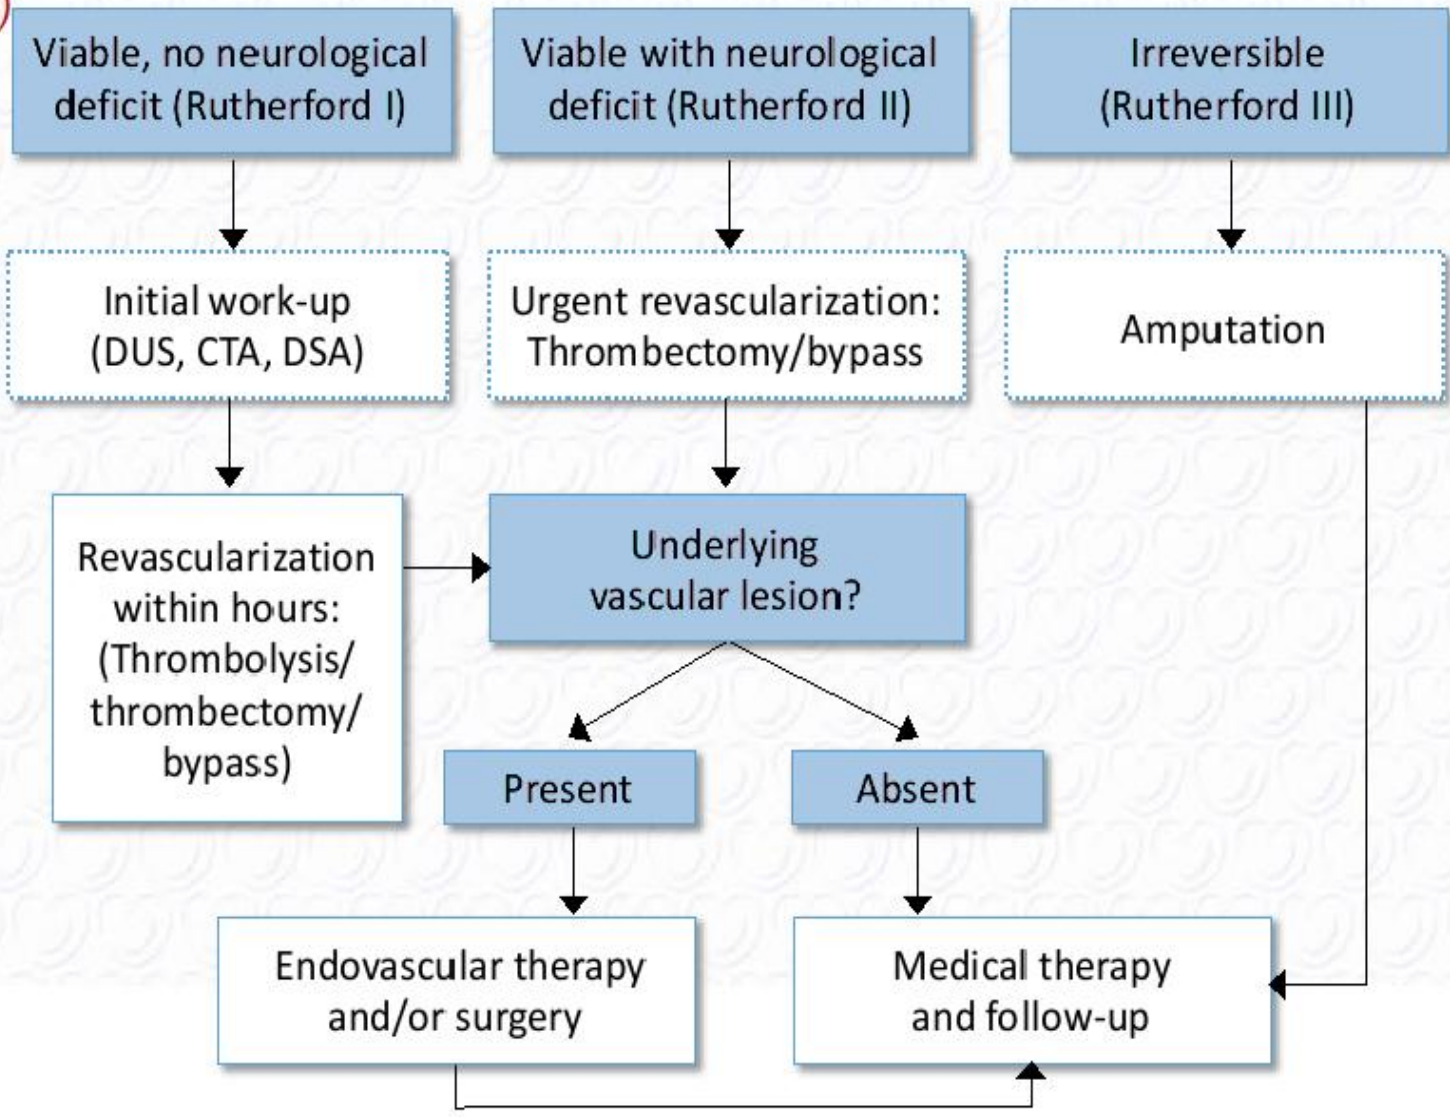 Viable, no neurological
deficit (Rutherford I)
Viable with neurological
deficit (Rutherford II)
Irreversible
(Rutherford III)
Initial work-up
(DUS, CTA, DSA)
Urgent revascularization:
Thrombectomy/bypass
Amputation
Revascularization
within hours:
(Thrombolysis/
thrombectomy/
bypass)
Underlying
vascular lesion?
Present
Absent
Endovascular therapy
and/or surgery
Medical therapy
and follow-up